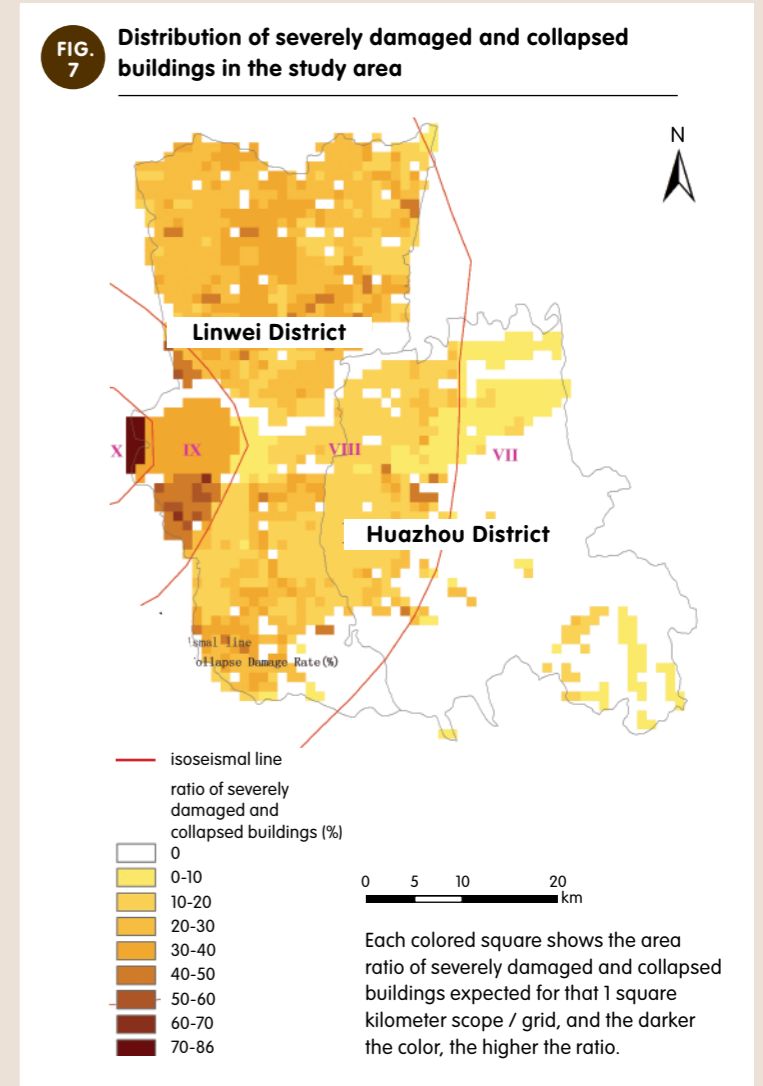 FIG.
7
Distribution of severely damaged and collapsed
buildings in the study area
N
Linwei District
X
IX
VIII
VII
Huazhou District
smal line
ollapse Damage Rate(%)
isoseismal line
ratio of severely
damaged and
collapsed buildings (%)
0
0-10
10-20
20-30
30-40
40-50
50-60
60-70
70-86
0 5 10 20
km
Each colored square shows the area
ratio of severely damaged and collapsed
buildings expected for that 1 square
kilometer scope / grid, and the darker
the color, the higher the ratio.